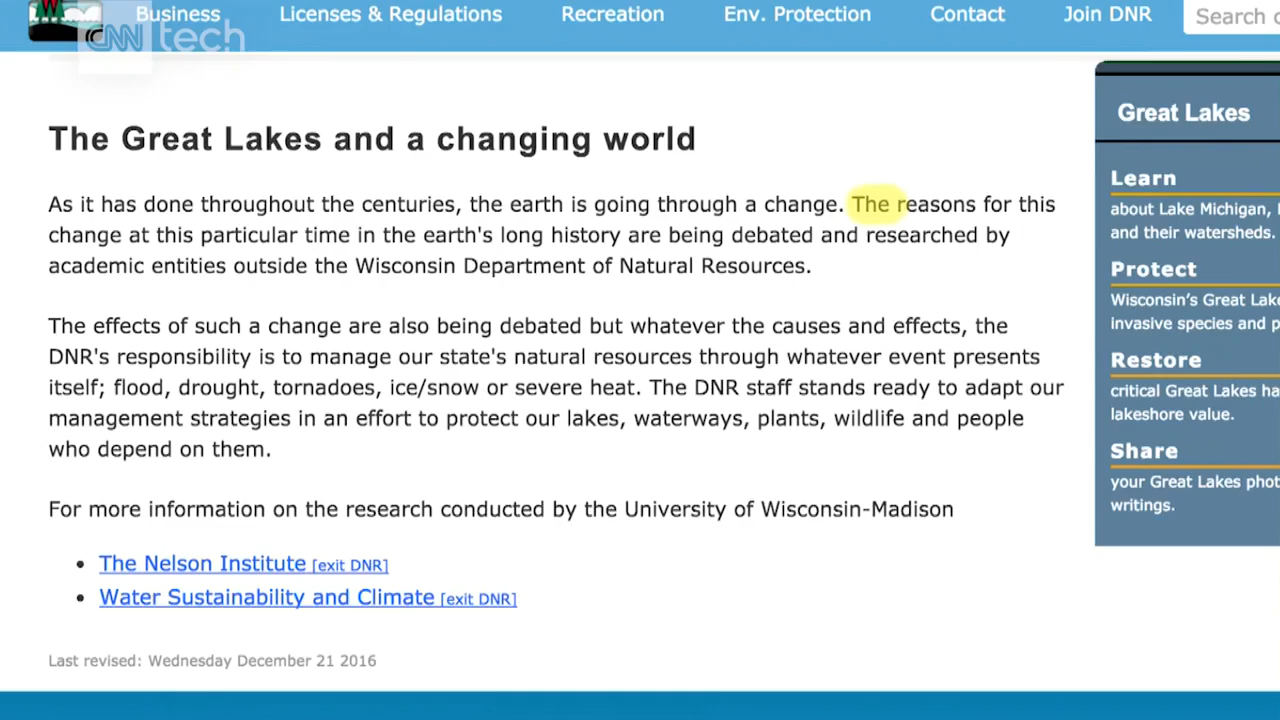 Business Licenses & Regulations Recreation Env. Protection Contact Join DNR Search
CNN tech
The Great Lakes and a changing world
As it has done throughout the centuries, the earth is going through a change. The reasons for this
change at this particular time in the earth's long history are being debated and researched by
academic entities outside the Wisconsin Department of Natural Resources.
The effects of such a change are also being debated but whatever the causes and effects, the
DNR's responsibility is to manage our state's natural resources through whatever event presents
itself; flood, drought, tornadoes, ice/snow or severe heat. The DNR staff stands ready to adapt our
management strategies in an effort to protect our lakes, waterways, plants, wildlife and people
who depend on them.
For more information on the research conducted by the University of Wisconsin-Madison
• The Nelson Institute [exit DNR]
• Water Sustainability and Climate [exit DNR]
Last revised: Wednesday December 21 2016
Great Lakes
Learn
about Lake Michigan,
and their watersheds.
Protect
Wisconsin's Great
invasive species and
Restore
critical Great Lakes
lakeshore value.
Share
your Great Lakes
writings.